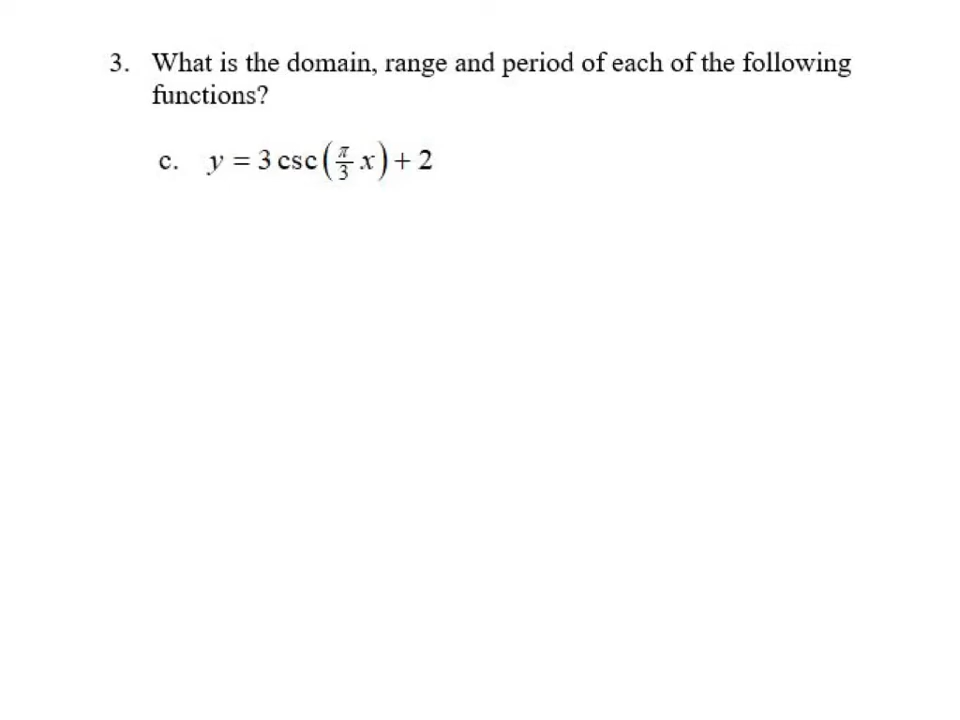 3. What is the domain, range and period of each of the following
functions?
c. y = 3 csc(π/3 x) + 2